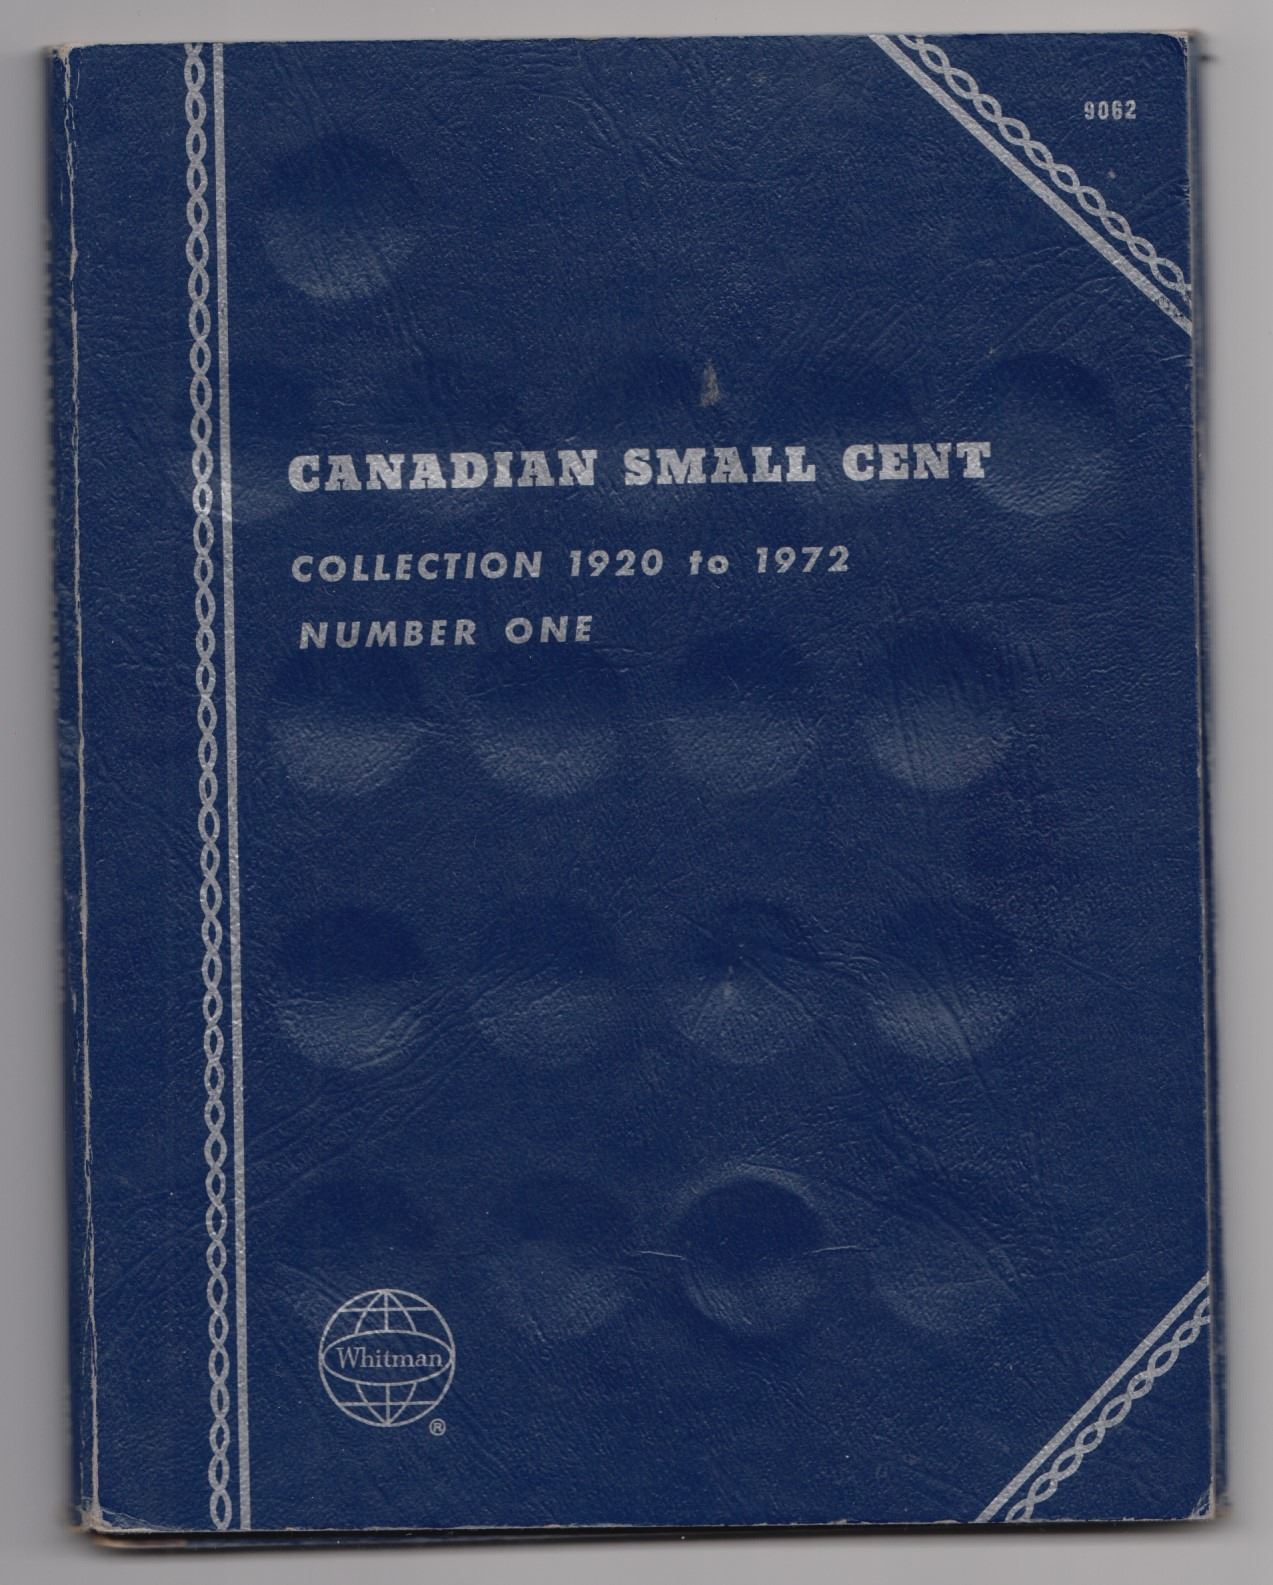 9062
CANADIAN SMALL CENT
COLLECTION 1920 to 1972
NUMBER ONE
Whitman
®